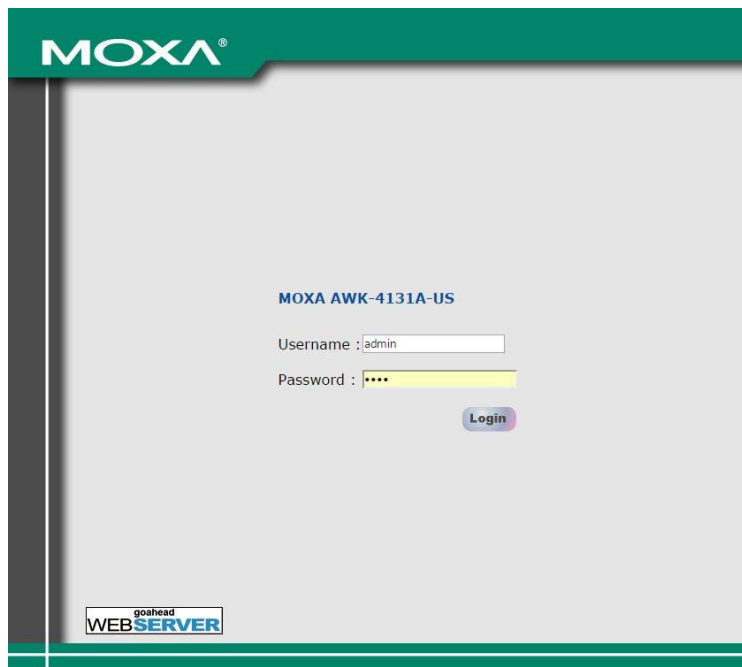 MOXA®
MOXA AWK-4131A-US
Username : admin
Password : ••••
Login
goahead
WEBSERVER